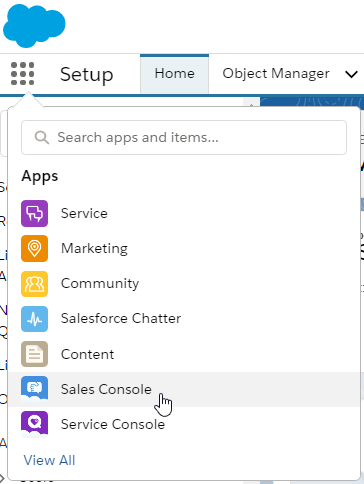 Setup
Home
Object Manager
Search apps and items...
Apps
Service
Marketing
Community
Salesforce Chatter
Content
Sales Console
Service Console
View All